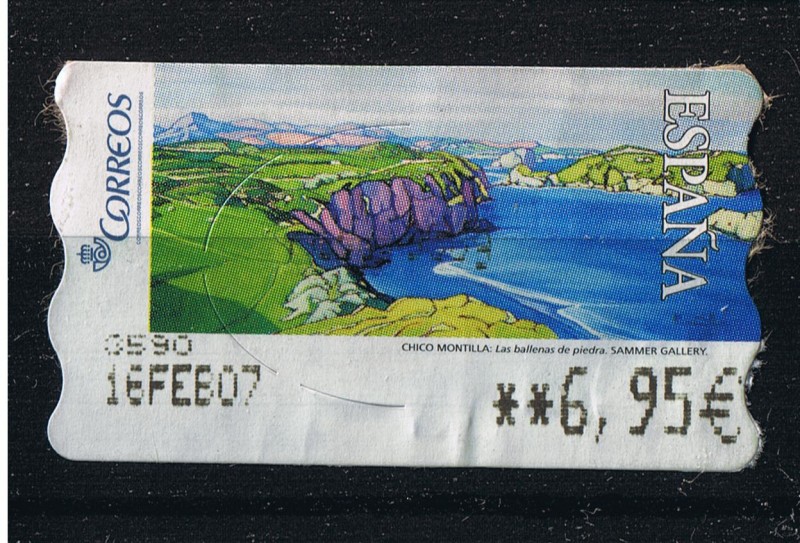 CORREOS
ESPAÑA
CHICO MONTILLA: Las ballenas de piedra. SAMMER GALLERY.
0590
16FEB07
**6,95€